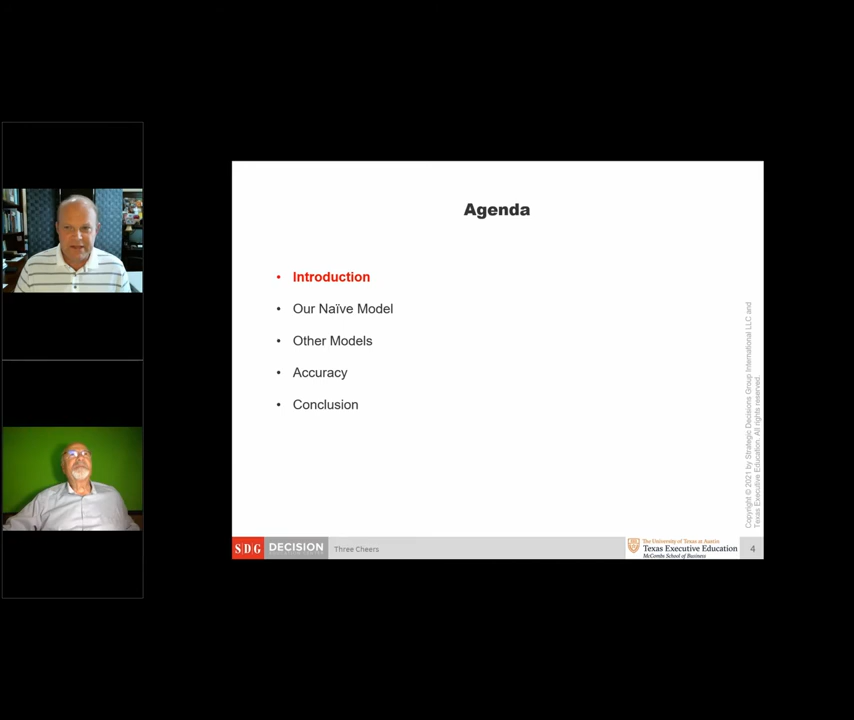 Agenda
• Introduction
• Our Naïve Model
• Other Models
• Accuracy
• Conclusion
Copyright © 2021 by Strategic Decisions Group International LLC and
Texas Executive Education. All rights reserved.
SDG DECISION Three Cheers
The University of Texas at Austin
Texas Executive Education
McCombs School of Business
4